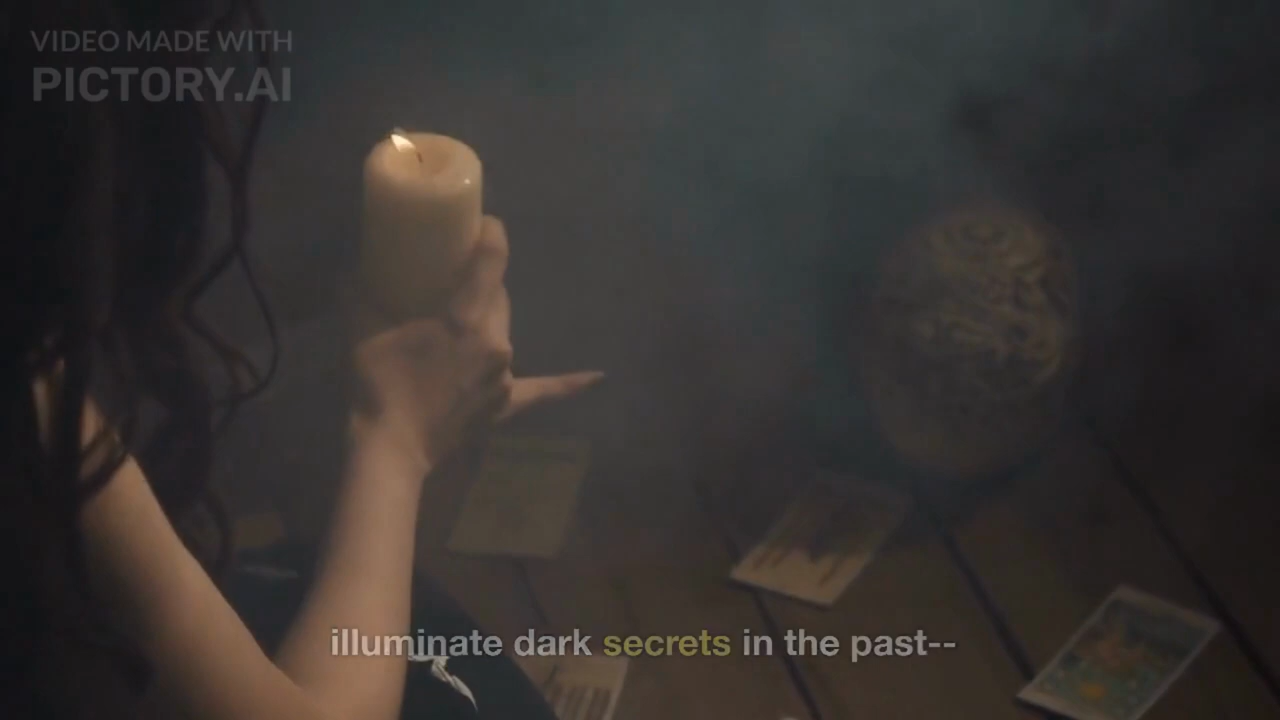 VIDEO MADE WITH
PICTORY.AI
illuminate dark secrets in the past--